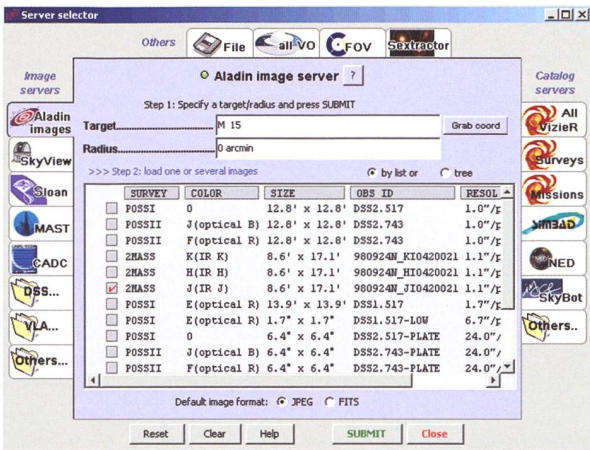 Server selector
Others
File
all-VO
FOV
Sextractor
Image servers
Catalog servers
Aladin images
SkyView
Sloan
MAST
CADC
DSS...
VLA...
Others...
Aladin image server ?
Step 1: Specify a target/radius and press SUBMIT
Target M 15 Grab coord
Radius 0 arcmin
>>> Step 2: load one or several images by list or tree
SURVEY COLOR SIZE OBS ID RESOL
POSSI O 12.8' x 12.8' DSS2.517 1.0"/p
POSSII J(optical B) 12.8' x 12.8' DSS2.743 1.0"/p
POSSII F(optical R) 12.8' x 12.8' DSS2.743 1.0"/p
2MASS K(IR K) 8.6' x 17.1' 980924N_KI0420021 1.1"/p
2MASS H(IR H) 8.6' x 17.1' 980924N_HI0420021 1.1"/p
2MASS J(IR J) 8.6' x 17.1' 980924N_JI0420021 1.1"/p
POSSI E(optical R) 13.9' x 13.9' DSS1.517 1.7"/p
POSSI E(optical R) 1.7° x 1.7° DSS1.517-LOW 6.7"/p
POSSI O 6.4° x 6.4° DSS2.517-PLATE 24.0"/
POSSII J(optical B) 6.4° x 6.4° DSS2.743-PLATE 24.0"/
POSSII F(optical R) 6.4° x 6.4° DSS2.743-PLATE 24.0"/
Default image format: JPEG FITS
All VizieR
Surveys
Missions
SIMBAD
NED
SkyBot
Others..
Reset Clear Help SUBMIT Close